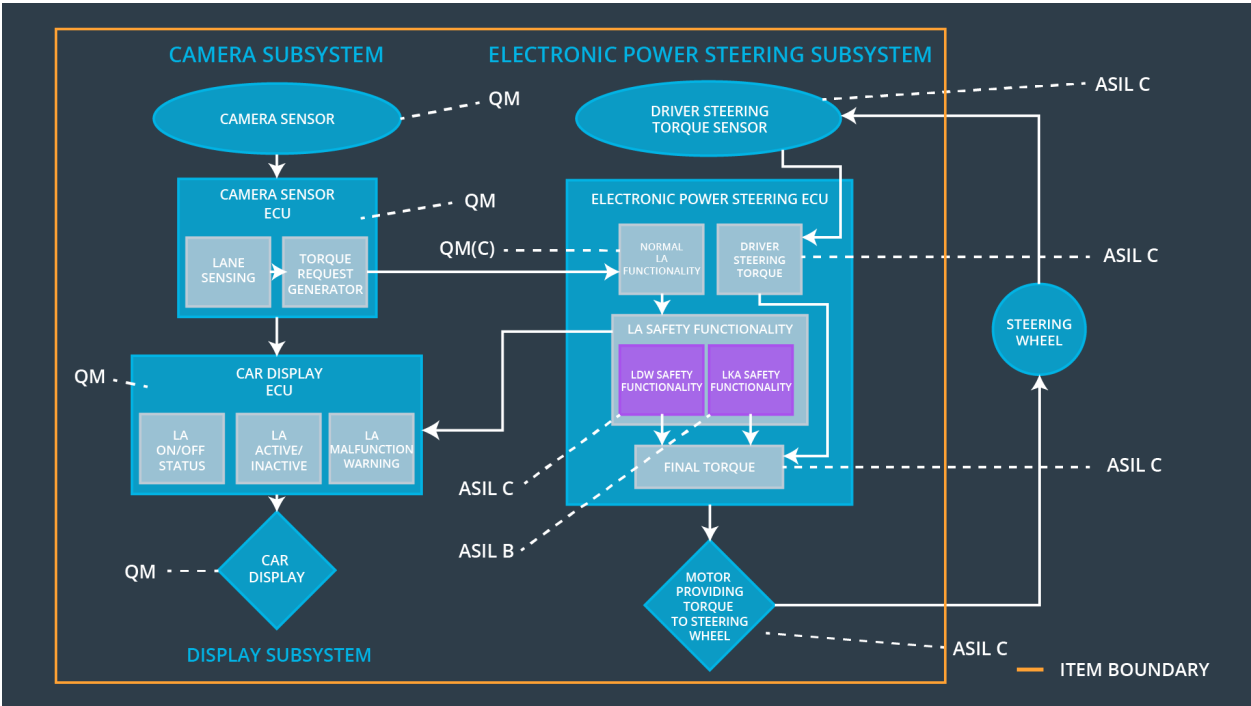 CAMERA SUBSYSTEM
ELECTRONIC POWER STEERING SUBSYSTEM
CAMERA SENSOR
QM
DRIVER STEERING
TORQUE SENSOR
ASIL C
CAMERA SENSOR
ECU
QM
LANE
SENSING
TORQUE
REQUEST
GENERATOR
ELECTRONIC POWER STEERING ECU
QM(C)
NORMAL
LA
FUNCTIONALITY
DRIVER
STEERING
TORQUE
ASIL C
LA SAFETY FUNCTIONALITY
LDW SAFETY
FUNCTIONALITY
LKA SAFETY
FUNCTIONALITY
STEERING
WHEEL
QM
CAR DISPLAY
ECU
LA
ON/OFF
STATUS
LA
ACTIVE/
INACTIVE
LA
MALFUNCTION
WARNING
FINAL TORQUE
ASIL C
ASIL C
ASIL B
QM
CAR
DISPLAY
MOTOR
PROVIDING
TORQUE
TO STEERING
WHEEL
ASIL C
DISPLAY SUBSYSTEM
ITEM BOUNDARY